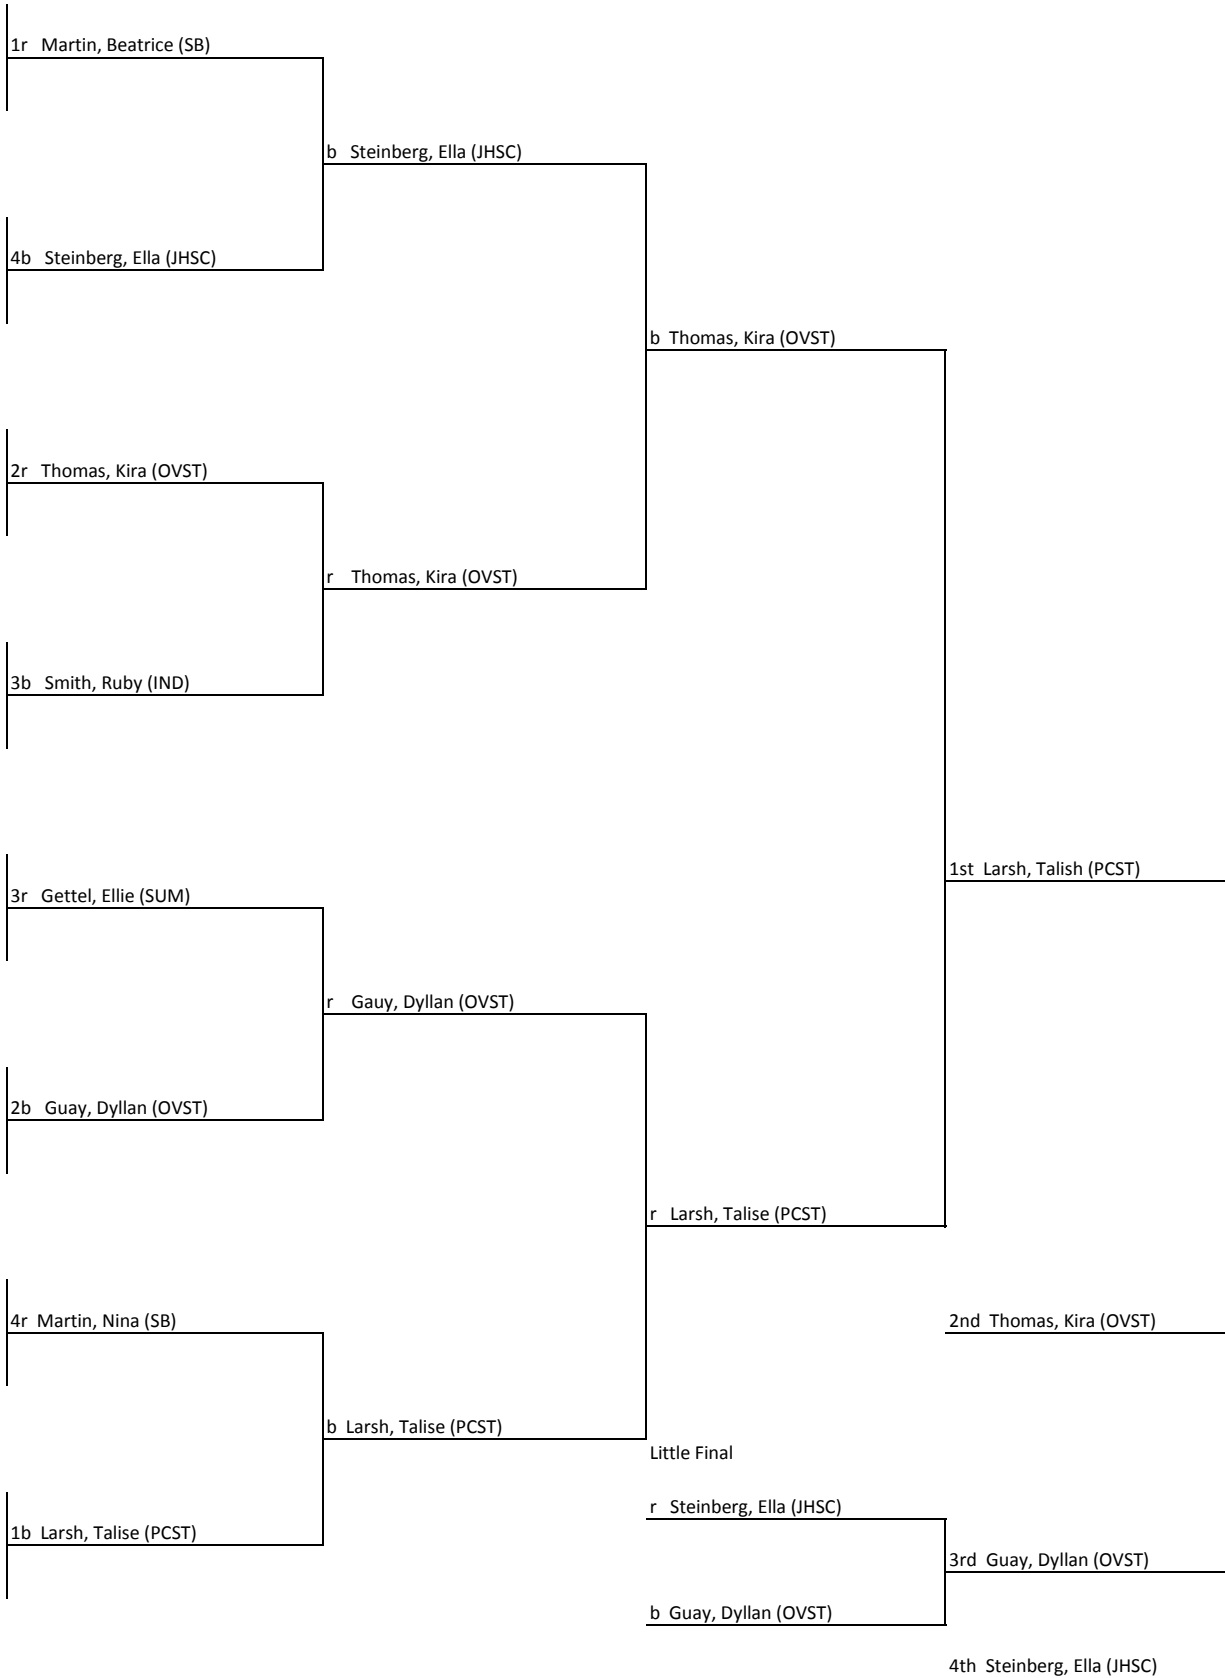 1r Martin, Beatrice (SB)
b Steinberg, Ella (JHSC)
4b Steinberg, Ella (JHSC)
b Thomas, Kira (OVST)
2r Thomas, Kira (OVST)
r Thomas, Kira (OVST)
3b Smith, Ruby (IND)
1st Larsh, Talish (PCST)
3r Gettel, Ellie (SUM)
r Gauy, Dyllan (OVST)
2b Guay, Dyllan (OVST)
r Larsh, Talise (PCST)
4r Martin, Nina (SB)
2nd Thomas, Kira (OVST)
b Larsh, Talise (PCST)
Little Final
r Steinberg, Ella (JHSC)
1b Larsh, Talise (PCST)
3rd Guay, Dyllan (OVST)
b Guay, Dyllan (OVST)
4th Steinberg, Ella (JHSC)